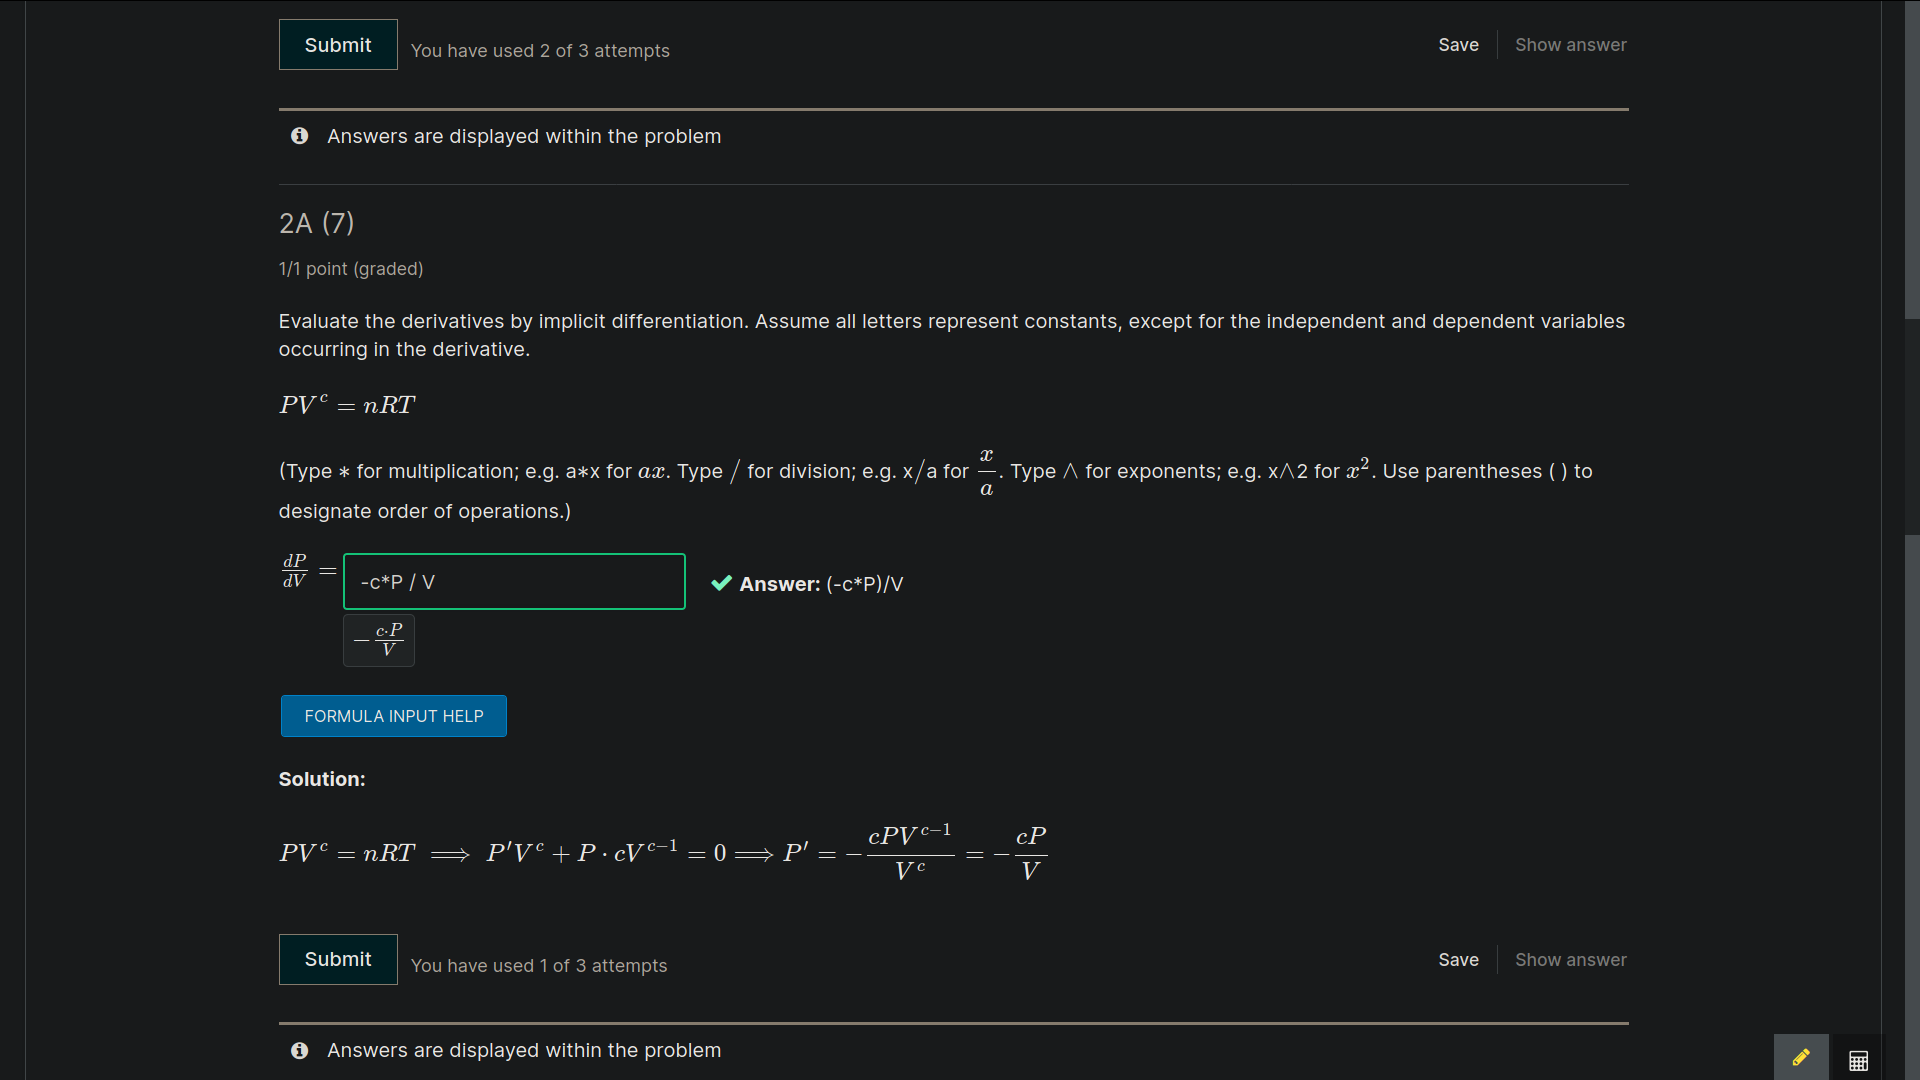 Submit You have used 2 of 3 attempts Save Show answer
Answers are displayed within the problem
2A (7)
1/1 point (graded)
Evaluate the derivatives by implicit differentiation. Assume all letters represent constants, except for the independent and dependent variables
occurring in the derivative.
$PV^c = nRT$
(Type ∗ for multiplication; e.g. a∗x for $ax$. Type / for division; e.g. x/a for $\frac{x}{a}$. Type ∧ for exponents; e.g. x∧2 for $x^2$. Use parentheses ( ) to
designate order of operations.)
$\frac{dP}{dV} =$ -c*P / V Answer: (-c*P)/V
$-\frac{c \cdot P}{V}$
FORMULA INPUT HELP
Solution:
$PV^c = nRT \implies P'V^c + P \cdot cV^{c-1} = 0 \implies P' = -\frac{cPV^{c-1}}{V^c} = -\frac{cP}{V}$
Submit You have used 1 of 3 attempts Save Show answer
Answers are displayed within the problem